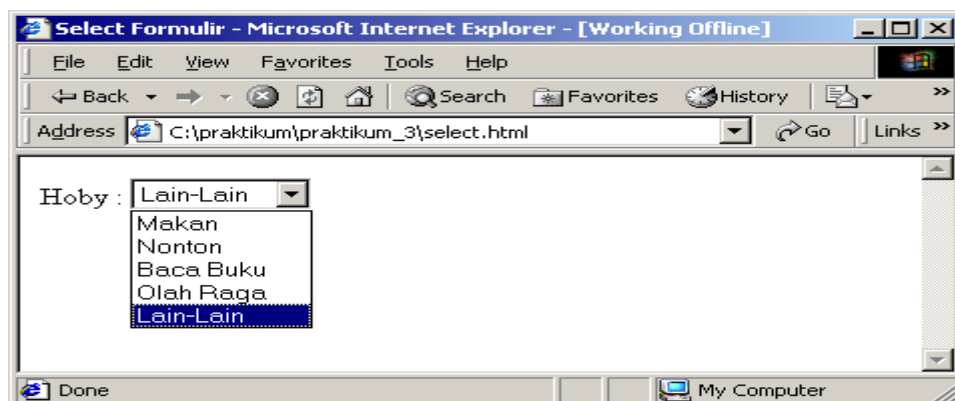 Select Formulir - Microsoft Internet Explorer - [Working Offline]
File Edit View Favorites Tools Help
Back Search Favorites History »
Address C:\praktikum\praktikum_3\select.html Go Links »
Hoby : Lain-Lain
Makan
Nonton
Baca Buku
Olah Raga
Lain-Lain
Done My Computer